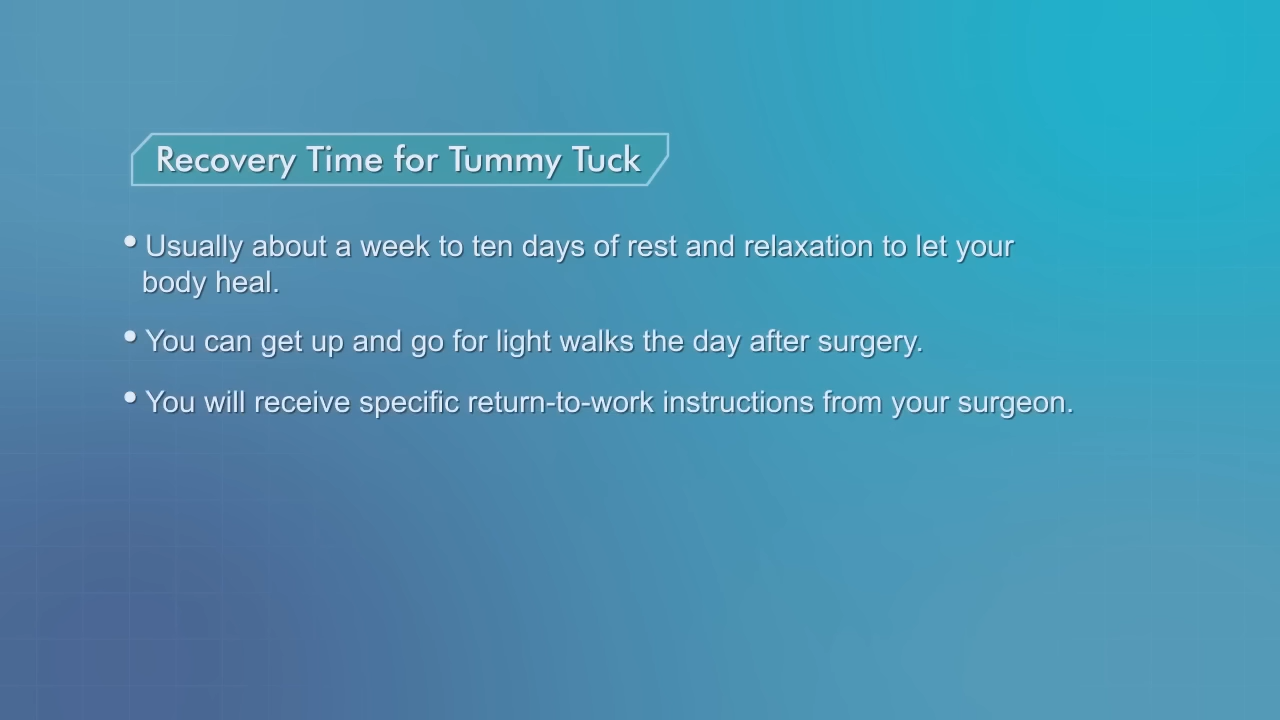 Recovery Time for Tummy Tuck
• Usually about a week to ten days of rest and relaxation to let your
body heal.
• You can get up and go for light walks the day after surgery.
• You will receive specific return-to-work instructions from your surgeon.